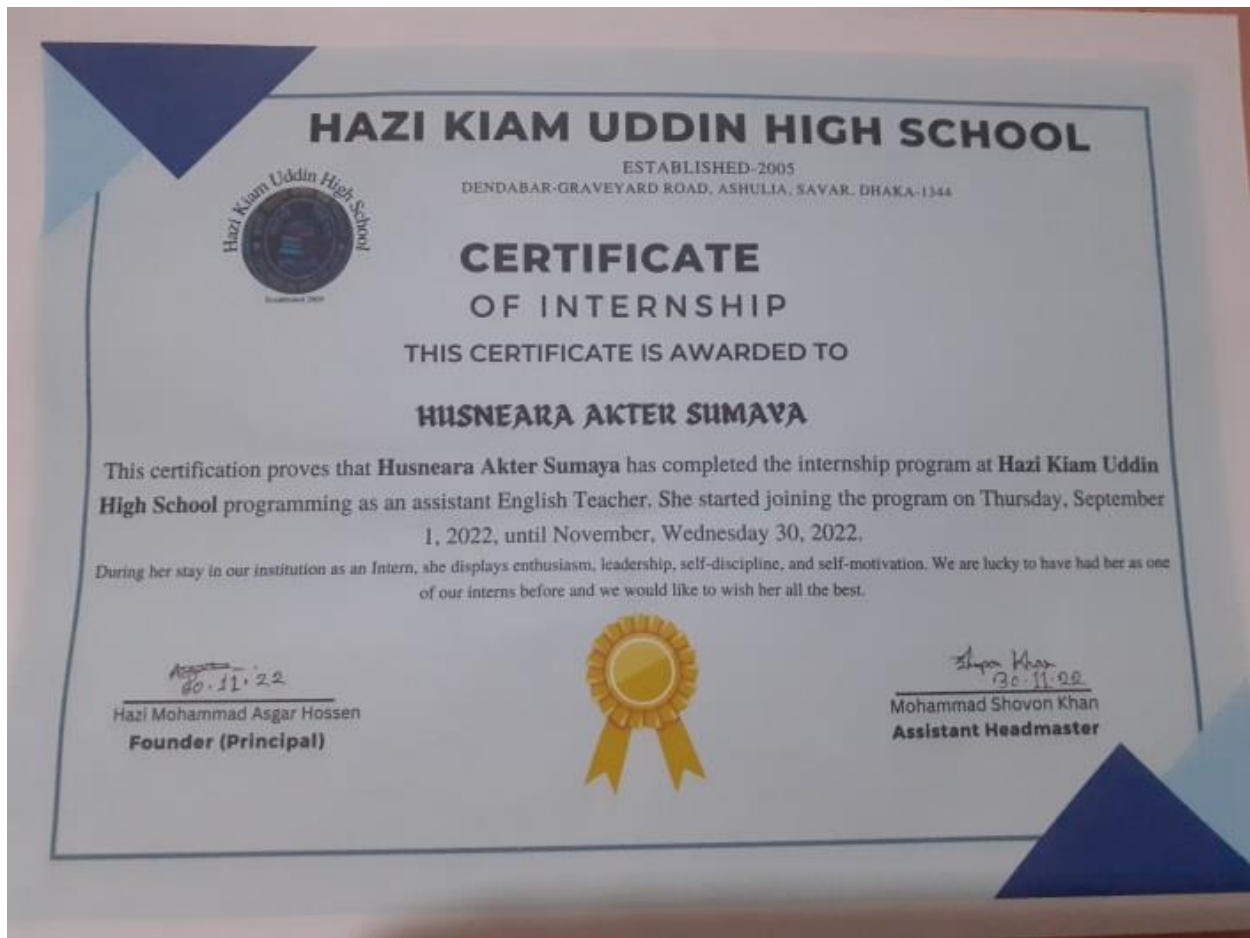 HAZI KIAM UDDIN HIGH SCHOOL
ESTABLISHED-2005
DENDABAR-GRAVEYARD ROAD, ASHULIA, SAVAR, DHAKA-1344
Hazi Kiam Uddin High School
CERTIFICATE
OF INTERNSHIP
THIS CERTIFICATE IS AWARDED TO
HUSNEARA AKTER SUMAYA
This certification proves that Husneara Akter Sumaya has completed the internship program at Hazi Kiam Uddin
High School programming as an assistant English Teacher. She started joining the program on Thursday, September
1, 2022, until November, Wednesday 30, 2022.
During her stay in our institution as an Intern, she displays enthusiasm, leadership, self-discipline, and self-motivation. We are lucky to have had her as one
of our interns before and we would like to wish her all the best.
30.11.22
Hazi Mohammad Asgar Hossen
Founder (Principal)
Khan
30.11.22
Mohammad Shovon Khan
Assistant Headmaster